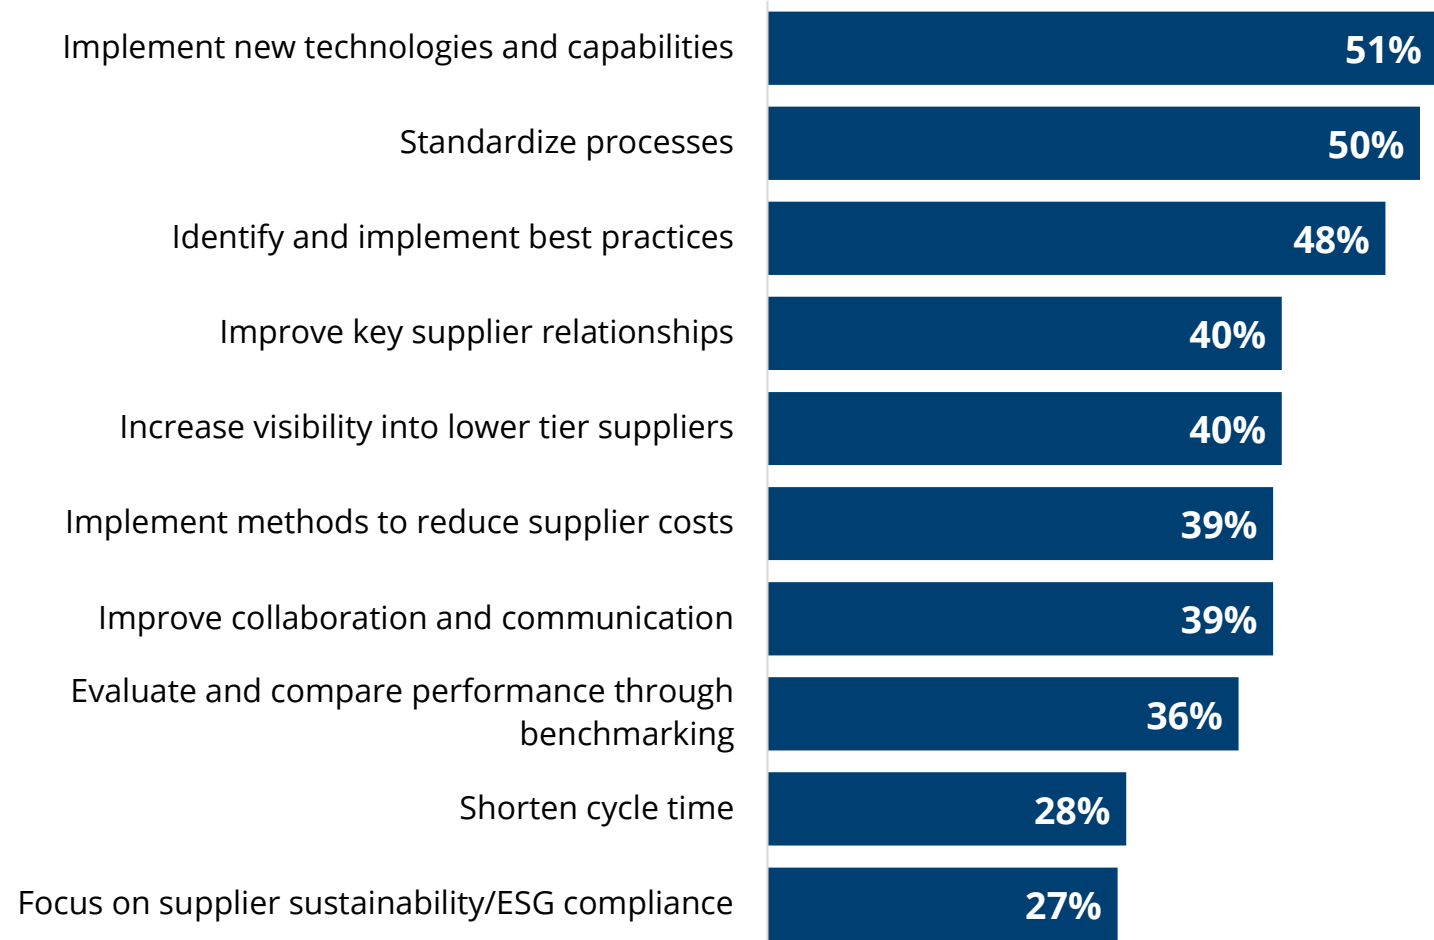 Implement new technologies and capabilities 51%
Standardize processes 50%
Identify and implement best practices 48%
Improve key supplier relationships 40%
Increase visibility into lower tier suppliers 40%
Implement methods to reduce supplier costs 39%
Improve collaboration and communication 39%
Evaluate and compare performance through
benchmarking 36%
Shorten cycle time 28%
Focus on supplier sustainability/ESG compliance 27%